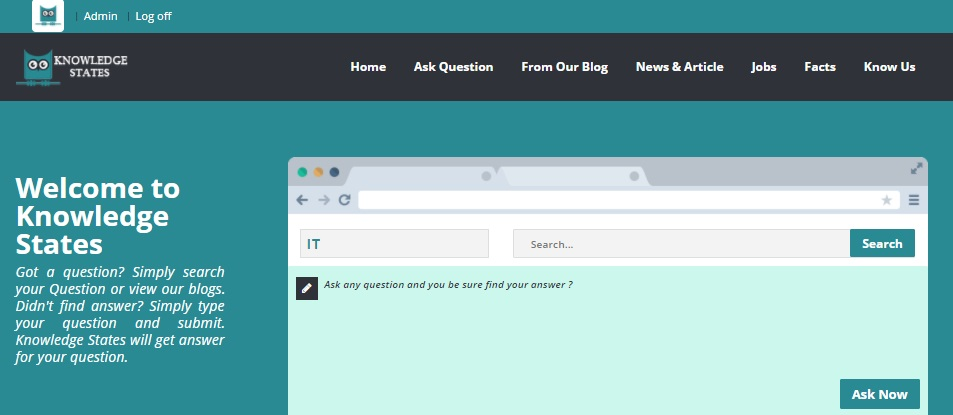 Admin
Log off
KNOWLEDGE
STATES
Home
Ask Question
From Our Blog
News & Article
Jobs
Facts
Know Us
Welcome to
Knowledge
States
Got a question? Simply search
your Question or view our blogs.
Didn't find answer? Simply type
your question and submit.
Knowledge States will get answer
for your question.
IT
Search...
Search
Ask any question and you be sure find your answer ?
Ask Now